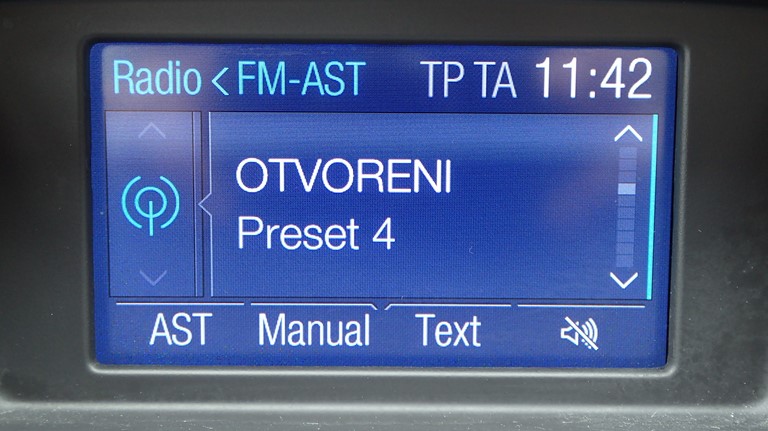 Radio < FM-AST TP TA 11:42
OTVORENI
Preset 4
AST Manual Text